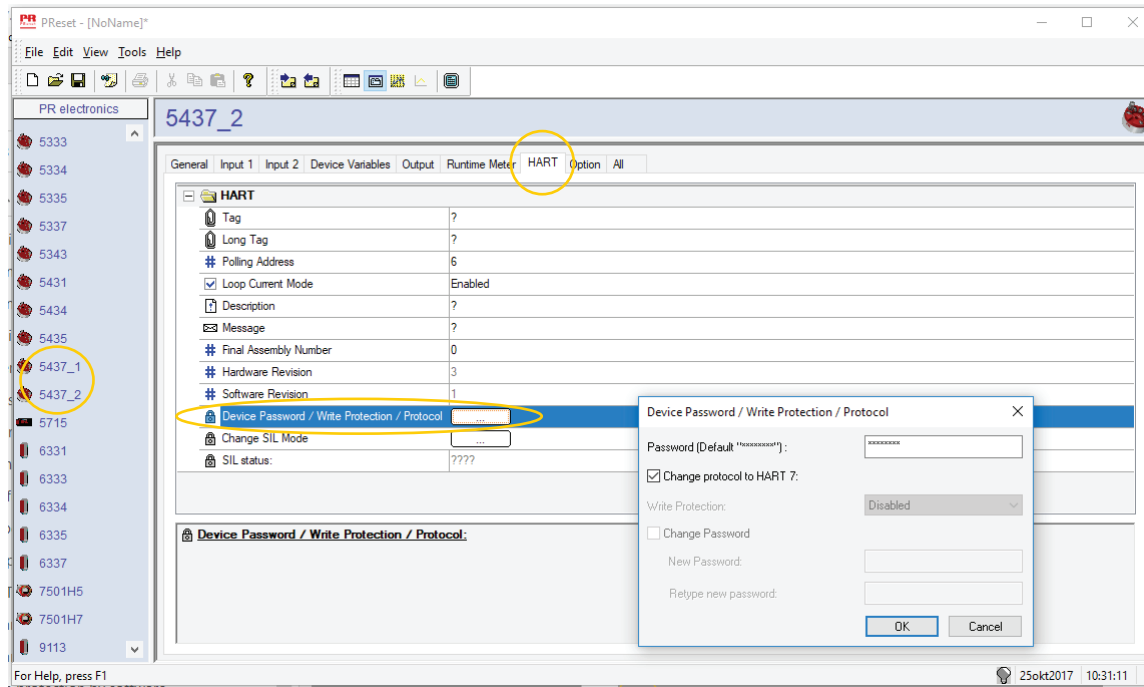 PR PReset - [NoName]*
File Edit View Tools Help
PR electronics
5333
5334
5335
5337
5343
5431
5434
5435
5437_1
5437_2
5715
6331
6333
6334
6335
6337
7501H5
7501H7
9113
5437_2
General Input 1 Input 2 Device Variables Output Runtime Meter HART Option All
HART
Tag ?
Long Tag ?
# Polling Address 6
Loop Current Mode Enabled
Description ?
Message ?
# Final Assembly Number 0
# Hardware Revision 3
# Software Revision 1
Device Password / Write Protection / Protocol ...
Change SIL Mode ...
SIL status: ????
Device Password / Write Protection / Protocol:
Device Password / Write Protection / Protocol
Password (Default "********") : ********
Change protocol to HART 7:
Write Protection: Disabled
Change Password
New Password:
Retype new password:
OK Cancel
For Help, press F1 25okt2017 10:31:11